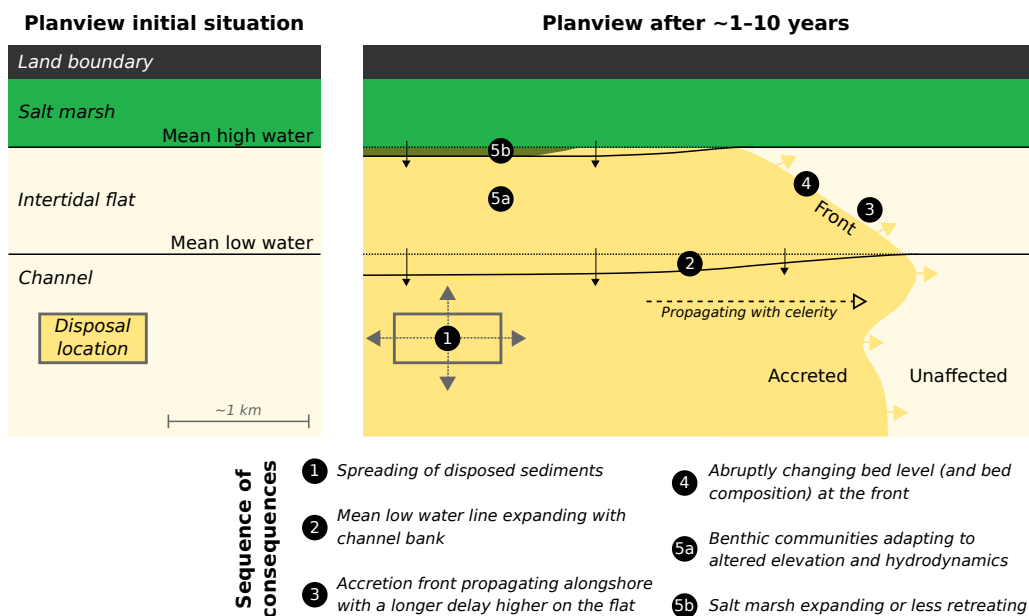 Planview initial situation
Land boundary
Salt marsh
Mean high water
Intertidal flat
Mean low water
Channel
Disposal
location
~1 km
Planview after ~1–10 years
5b
5a
4
3
Front
2
Propagating with celerity
1
Accreted
Unaffected
Sequence of
consequences
1 Spreading of disposed sediments
2 Mean low water line expanding with
channel bank
3 Accretion front propagating alongshore
with a longer delay higher on the flat
4 Abruptly changing bed level (and bed
composition) at the front
5a Benthic communities adapting to
altered elevation and hydrodynamics
5b Salt marsh expanding or less retreating